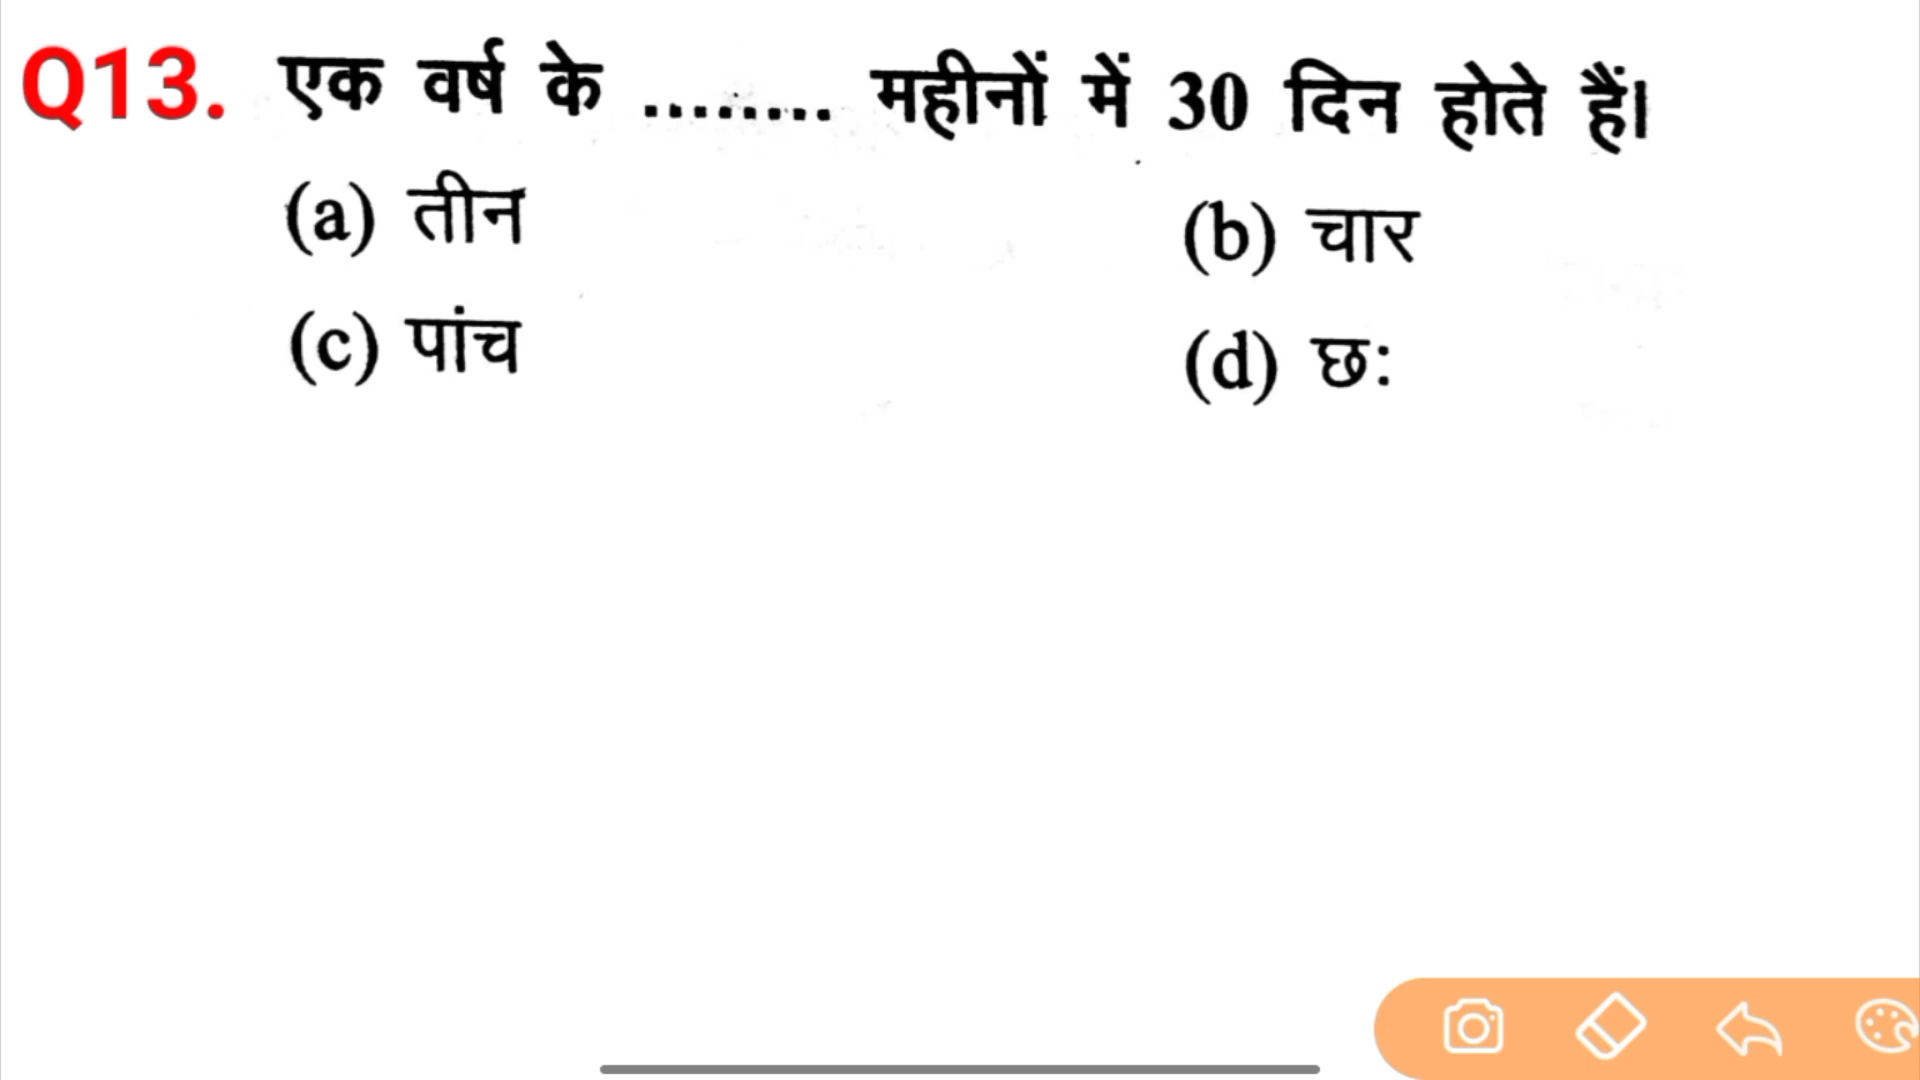 Q13. एक वर्ष के ........ महीनों में 30 दिन होते हैं।
(a) तीन (b) चार
(c) पांच (d) छः